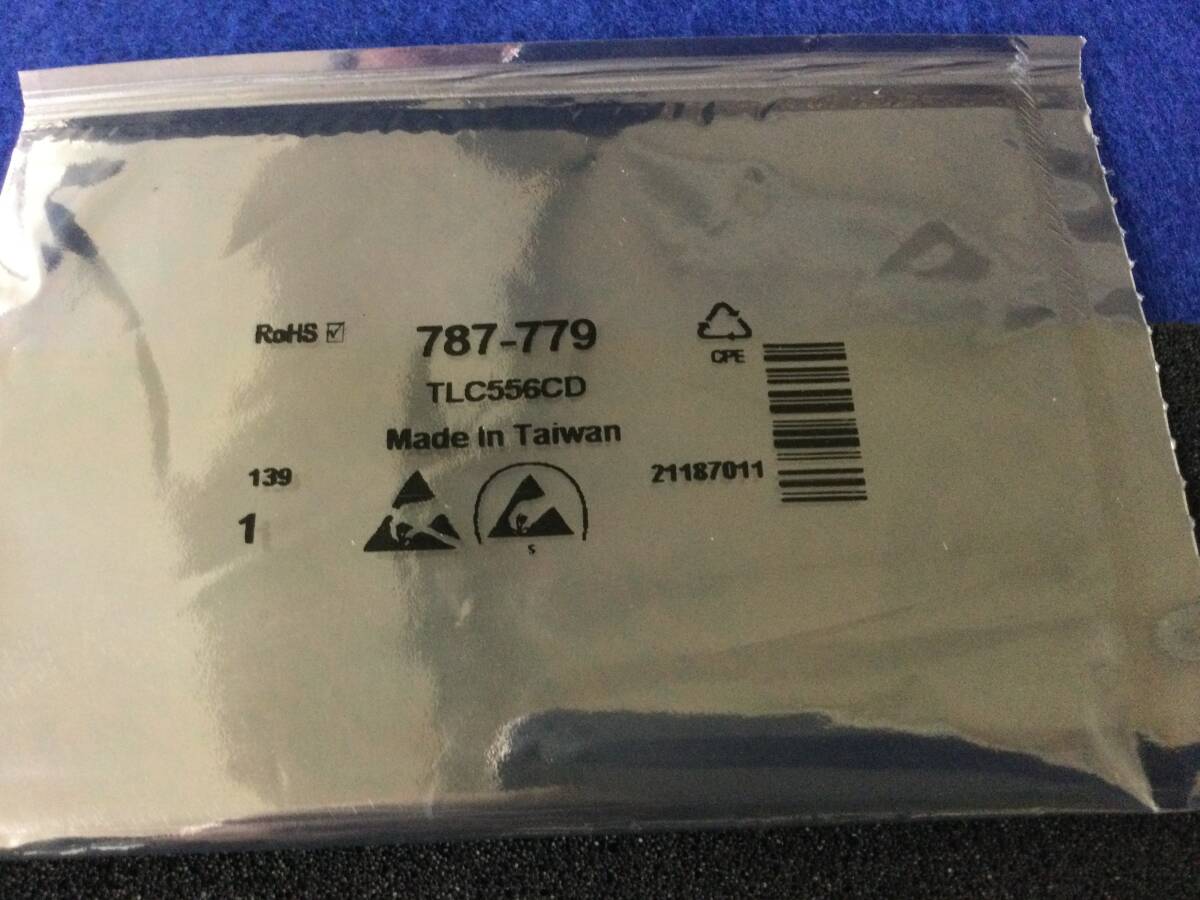 RoHS ☑
787-779
TLC556CD
Made In Taiwan
CPE
139
1
S
21187011